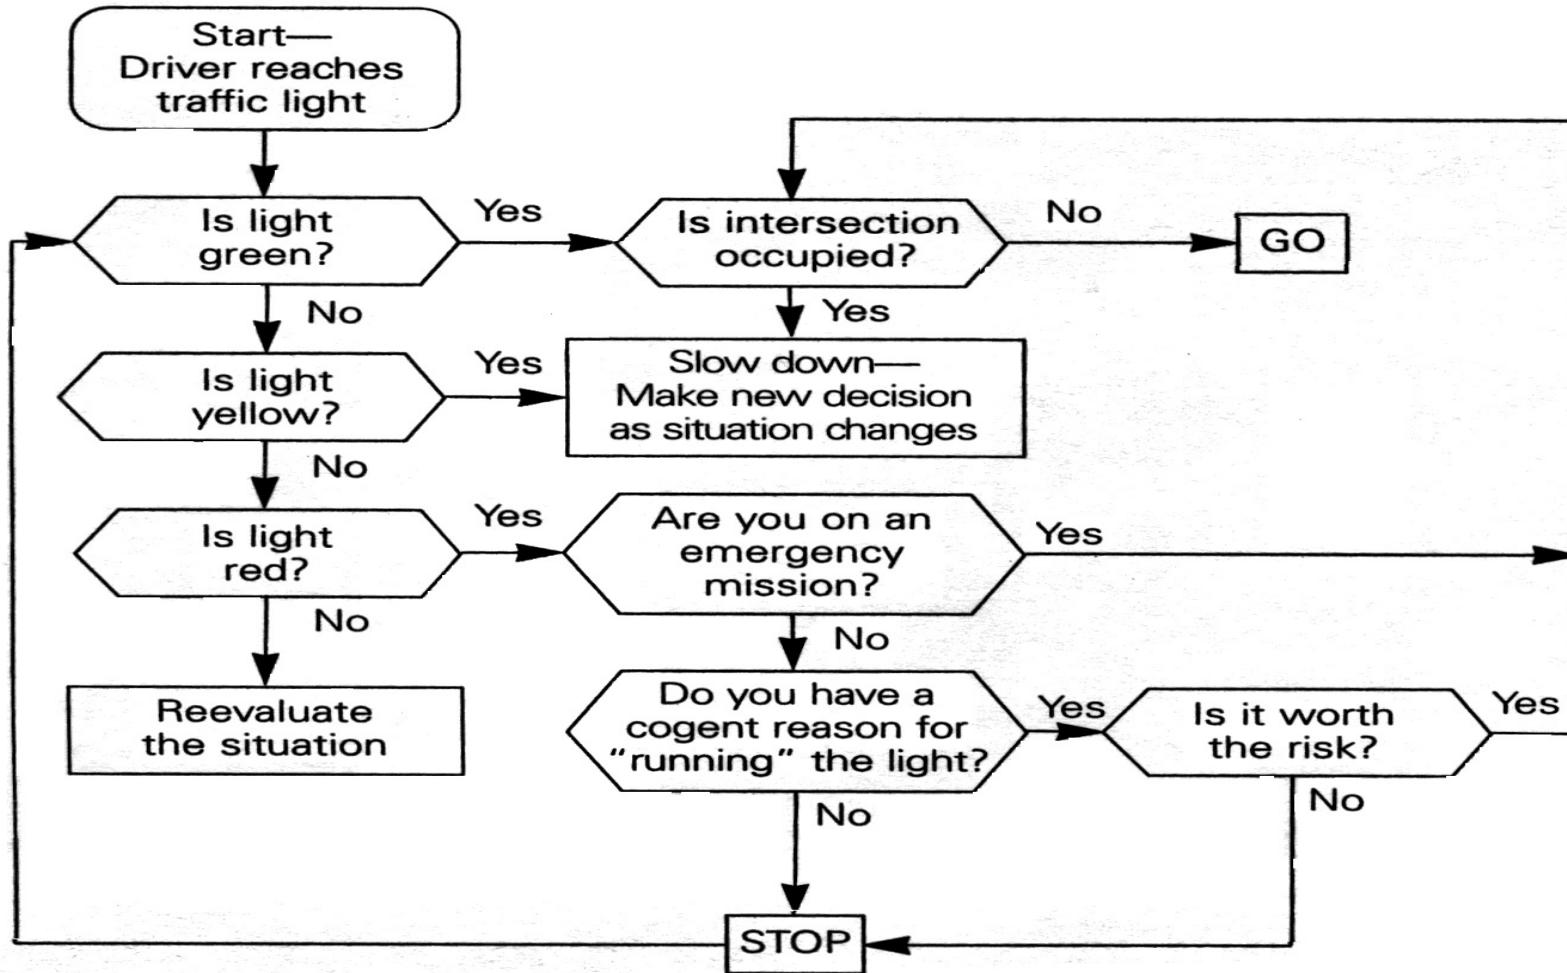 Start—
Driver reaches
traffic light
Is light
green?
Yes
Is intersection
occupied?
No
GO
No
Yes
Is light
yellow?
Yes
Slow down—
Make new decision
as situation changes
No
Is light
red?
Yes
Are you on an
emergency
mission?
Yes
No
No
Reevaluate
the situation
Do you have a
cogent reason for
“running” the light?
Yes
Is it worth
the risk?
Yes
No
No
STOP